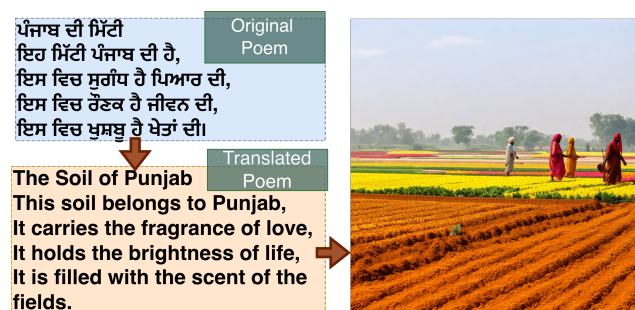 Original
Poem
ਪੰਜਾਬ ਦੀ ਮਿੱਟੀ
ਇਹ ਮਿੱਟੀ ਪੰਜਾਬ ਦੀ ਹੈ,
ਇਸ ਵਿਚ ਸੁਗੰਧ ਹੈ ਪਿਆਰ ਦੀ,
ਇਸ ਵਿਚ ਰੌਣਕ ਹੈ ਜੀਵਨ ਦੀ,
ਇਸ ਵਿਚ ਖੁਸ਼ਬੂ ਹੈ ਖੇਤਾਂ ਦੀ।
Translated
Poem
The Soil of Punjab
This soil belongs to Punjab,
It carries the fragrance of love,
It holds the brightness of life,
It is filled with the scent of the
fields.